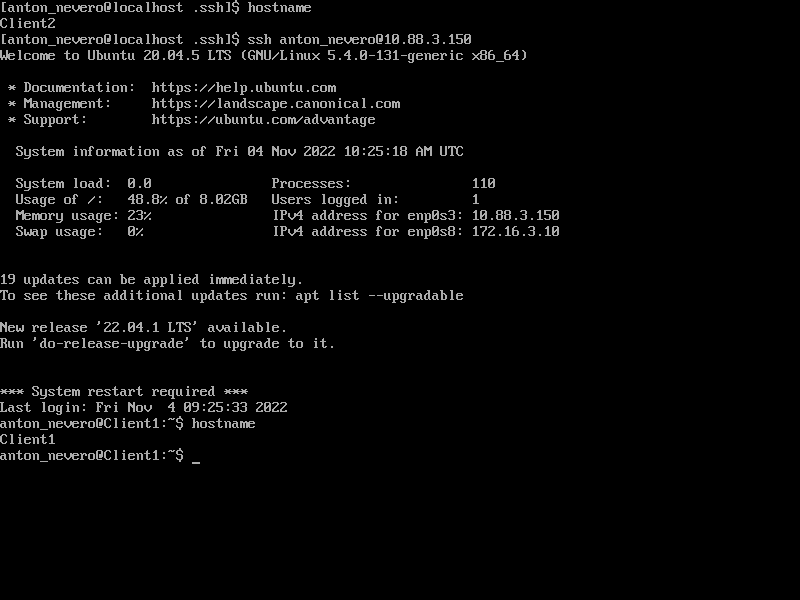 [anton_nevero@localhost .ssh]$ hostname
Client2
[anton_nevero@localhost .ssh]$ ssh anton_nevero@10.88.3.150
Welcome to Ubuntu 20.04.5 LTS (GNU/Linux 5.4.0-131-generic x86_64)

 * Documentation:  https://help.ubuntu.com
 * Management:     https://landscape.canonical.com
 * Support:        https://ubuntu.com/advantage

  System information as of Fri 04 Nov 2022 10:25:18 AM UTC

  System load:  0.0               Processes:               110
  Usage of /:   48.8% of 8.02GB   Users logged in:         1
  Memory usage: 23%               IPv4 address for enp0s3: 10.88.3.150
  Swap usage:   0%                IPv4 address for enp0s8: 172.16.3.10


19 updates can be applied immediately.
To see these additional updates run: apt list --upgradable

New release '22.04.1 LTS' available.
Run 'do-release-upgrade' to upgrade to it.


*** System restart required ***
Last login: Fri Nov  4 09:25:33 2022
anton_nevero@Client1:~$ hostname
Client1
anton_nevero@Client1:~$ _